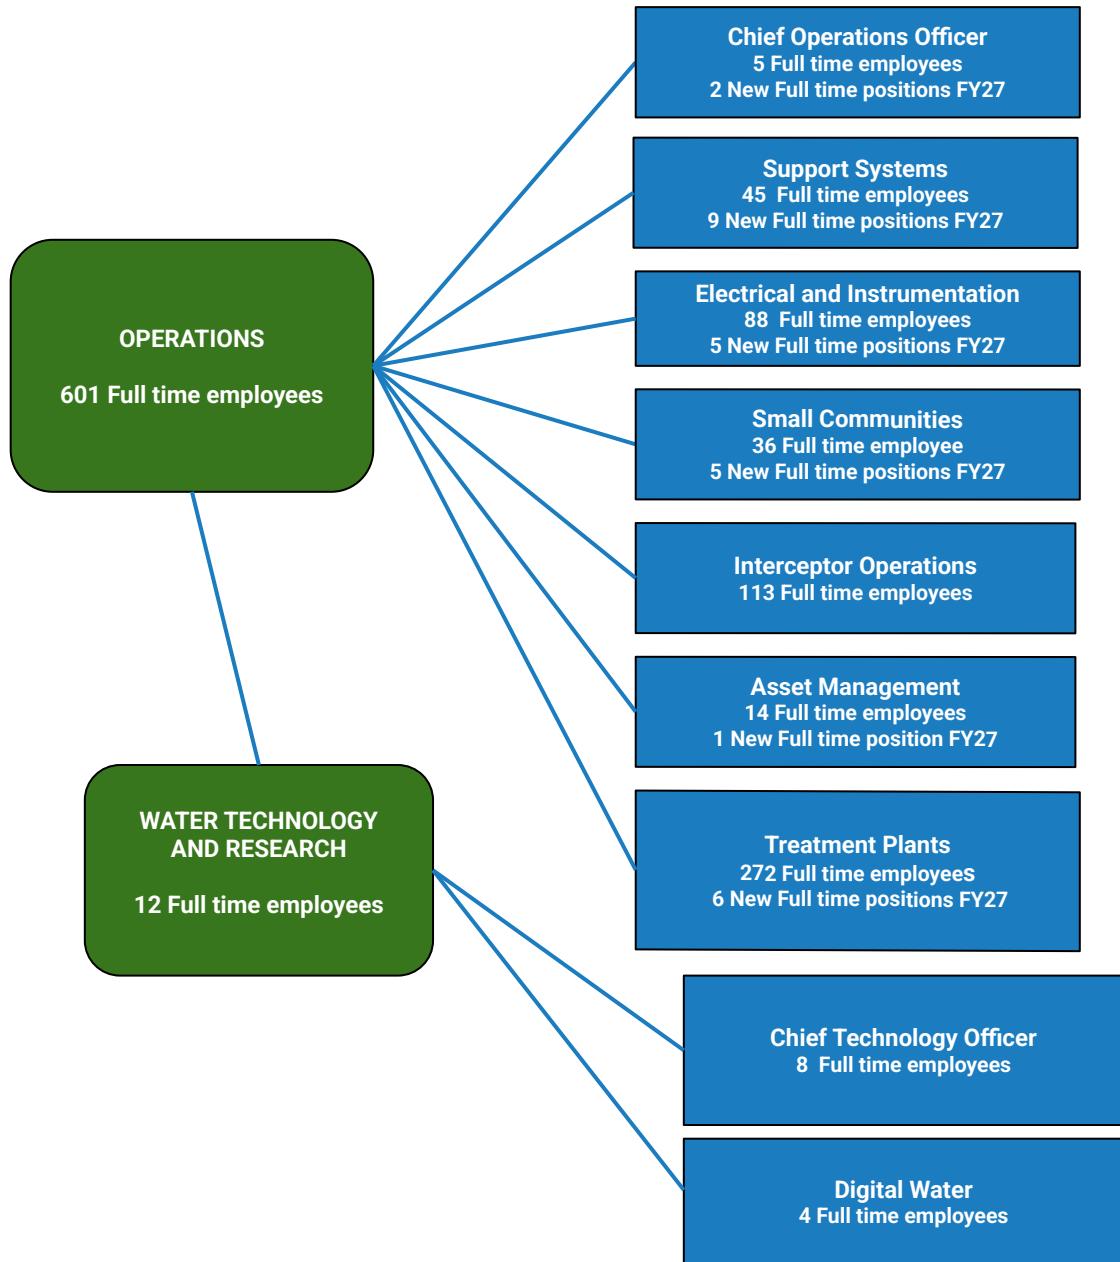 OPERATIONS
601 Full time employees
Chief Operations Officer
5 Full time employees
2 New Full time positions FY27
Support Systems
45 Full time employees
9 New Full time positions FY27
Electrical and Instrumentation
88 Full time employees
5 New Full time positions FY27
Small Communities
36 Full time employee
5 New Full time positions FY27
Interceptor Operations
113 Full time employees
Asset Management
14 Full time employees
1 New Full time position FY27
Treatment Plants
272 Full time employees
6 New Full time positions FY27
WATER TECHNOLOGY
AND RESEARCH
12 Full time employees
Chief Technology Officer
8 Full time employees
Digital Water
4 Full time employees